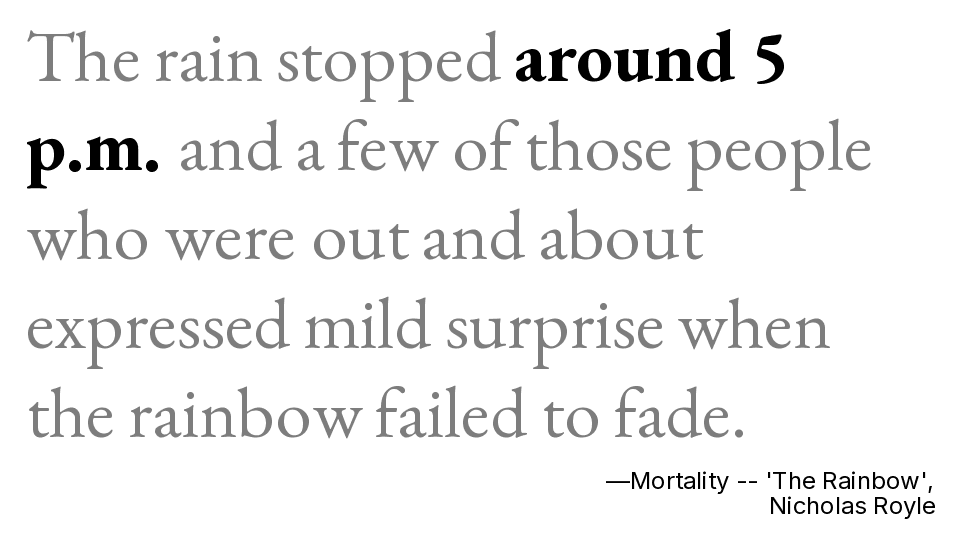 The rain stopped around 5
p.m. and a few of those people
who were out and about
expressed mild surprise when
the rainbow failed to fade.
—Mortality -- 'The Rainbow',
Nicholas Royle